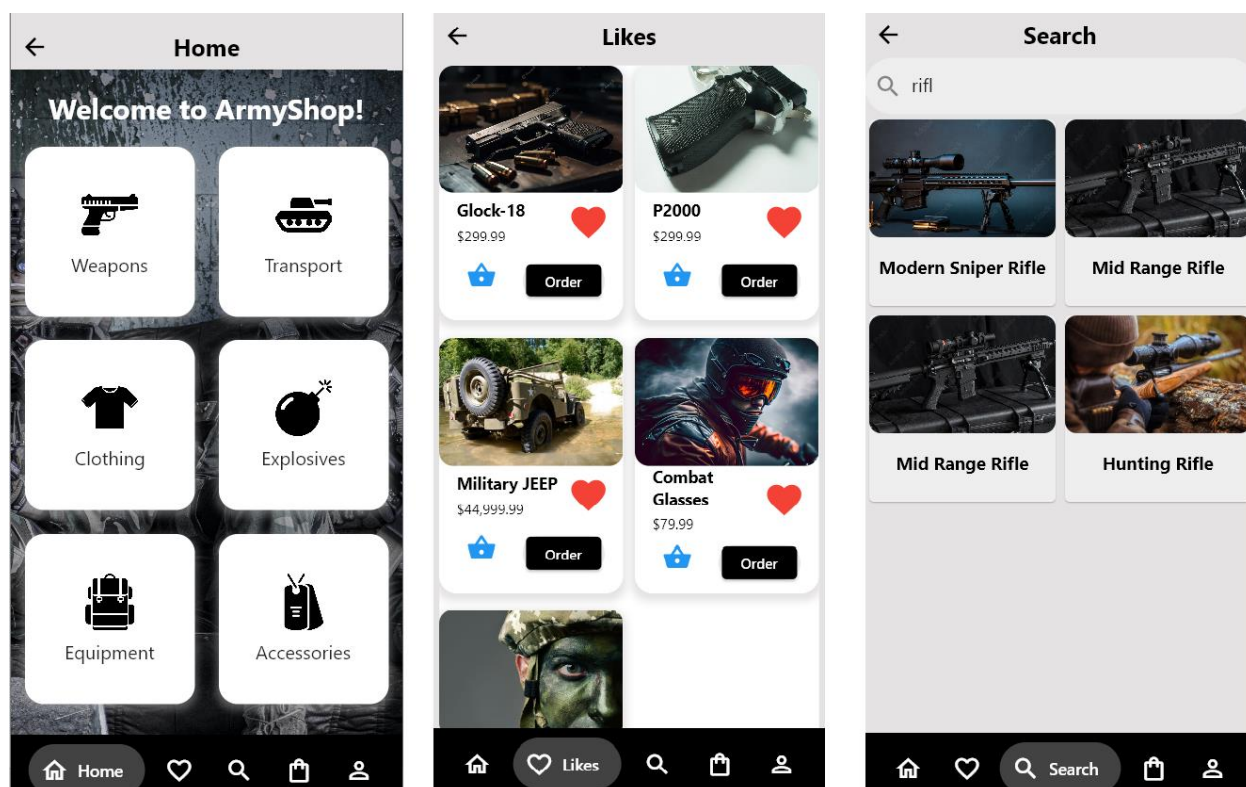 Home
Welcome to ArmyShop!
Weapons
Transport
Clothing
Explosives
Equipment
Accessories
Home
Likes
Glock-18
$299.99
Order
P2000
$299.99
Order
Military JEEP
$44,999.99
Order
Combat
Glasses
$79.99
Order
Likes
Search
rifl
Modern Sniper Rifle
Mid Range Rifle
Mid Range Rifle
Hunting Rifle
Search